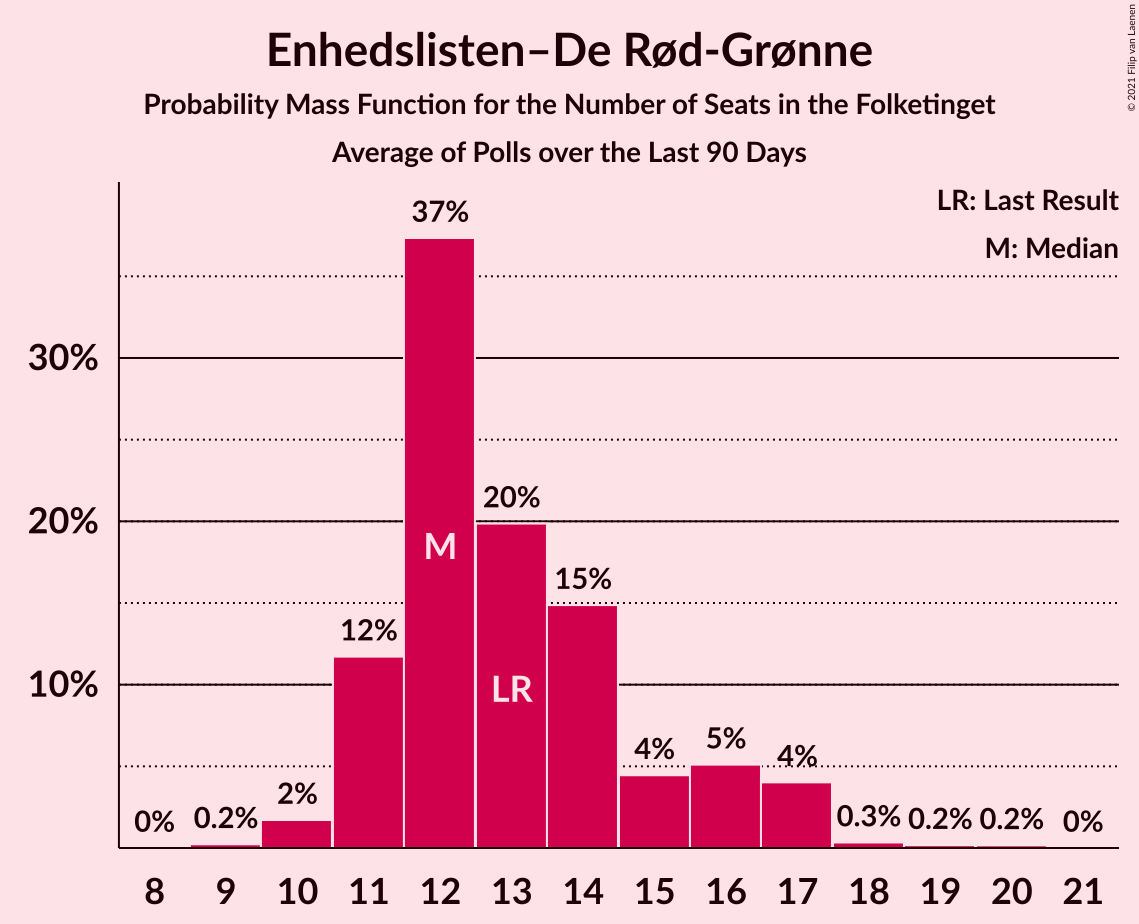 Enhedslisten–De Rød-Grønne
Probability Mass Function for the Number of Seats in the Folketinget
Average of Polls over the Last 90 Days
© 2021 Filip van Laenen
LR: Last Result
M: Median
37%
30%
20%
20%
M
15%
12%
10%
LR
5%
4%
4%
2%
0%
0.2%
0.3%
0.2%
0.2%
0%
8 9 10 11 12 13 14 15 16 17 18 19 20 21